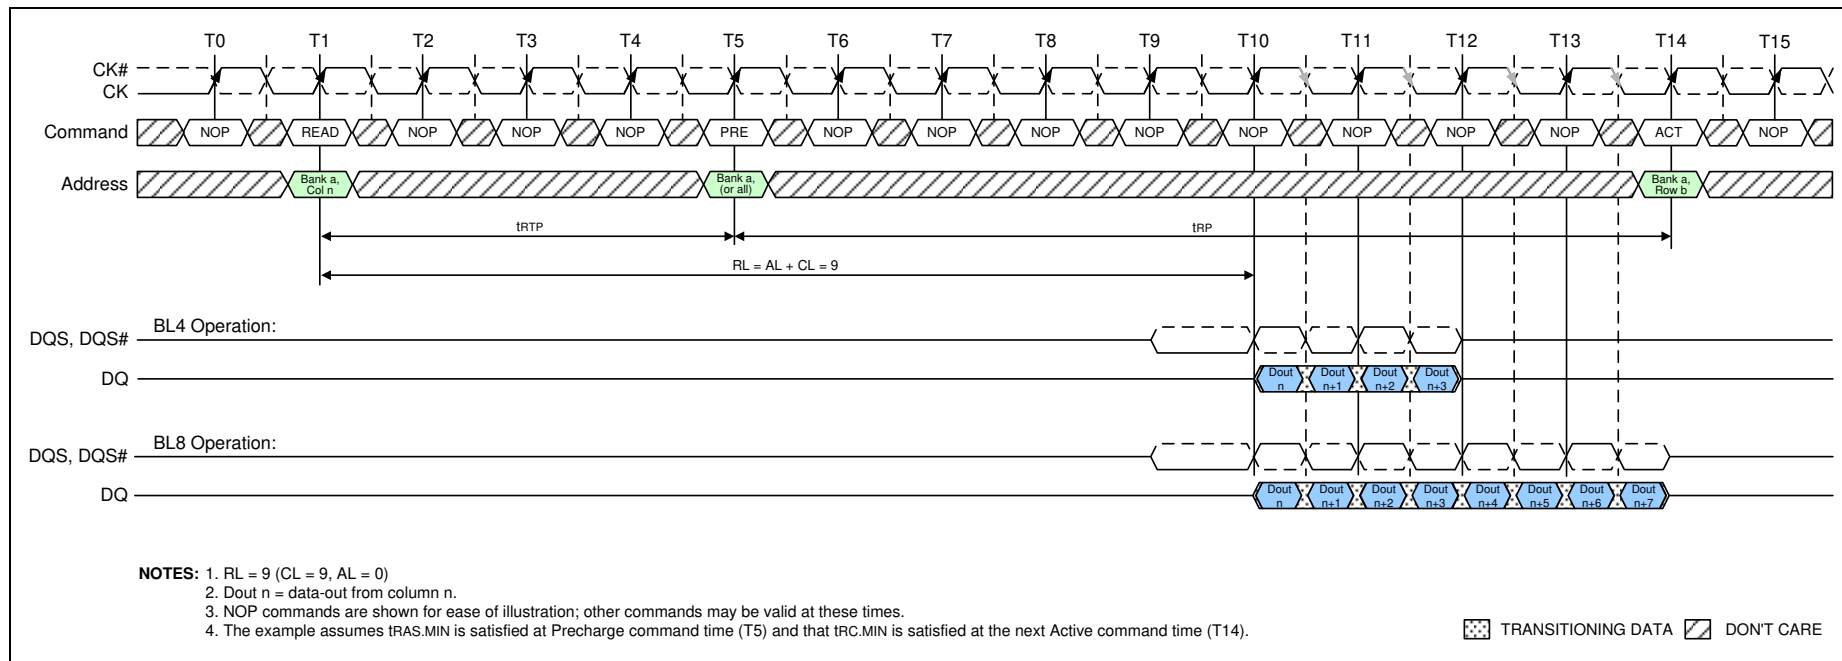 T0 T1 T2 T3 T4 T5 T6 T7 T8 T9 T10 T11 T12 T13 T14 T15
CK#
CK
Command NOP READ NOP NOP NOP PRE NOP NOP NOP NOP NOP NOP NOP NOP ACT NOP
Address Bank a, Col n Bank a, (or all) Bank a, Row b
tRTP tRP
RL = AL + CL = 9
BL4 Operation:
DQS, DQS#
DQ Dout n Dout n+1 Dout n+2 Dout n+3
BL8 Operation:
DQS, DQS#
DQ Dout n Dout n+1 Dout n+2 Dout n+3 Dout n+4 Dout n+5 Dout n+6 Dout n+7
NOTES: 1. RL = 9 (CL = 9, AL = 0)
2. Dout n = data-out from column n.
3. NOP commands are shown for ease of illustration; other commands may be valid at these times.
4. The example assumes tRAS.MIN is satisfied at Precharge command time (T5) and that tRC.MIN is satisfied at the next Active command time (T14).
TRANSITIONING DATA DON'T CARE